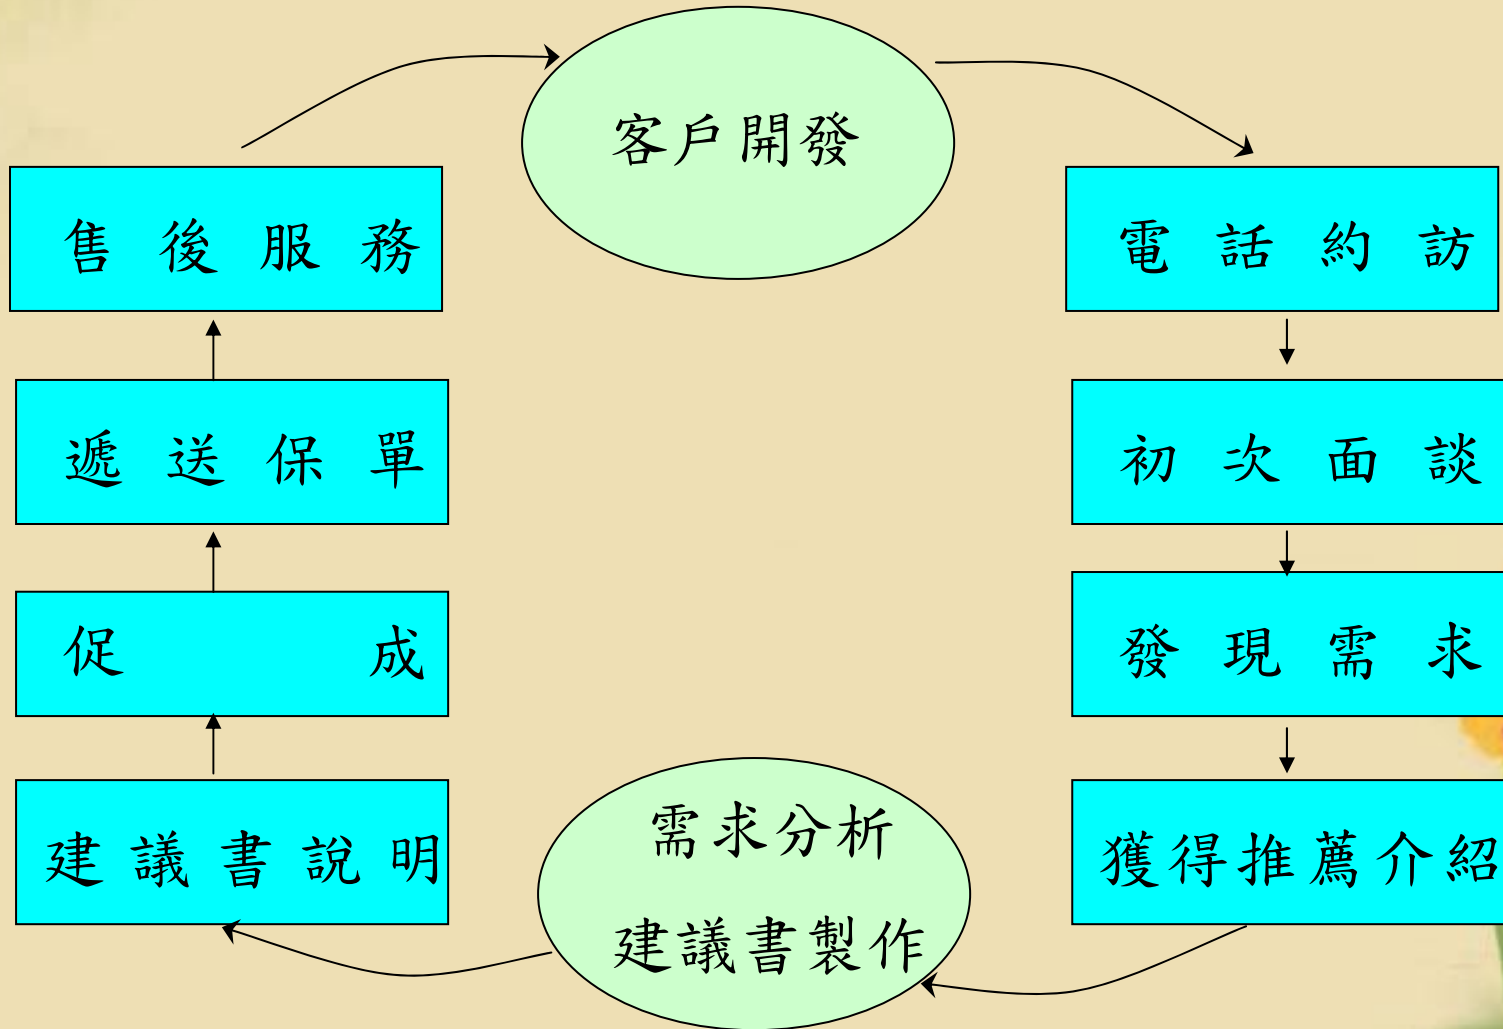 客戶開發
售後服務
電話約訪
遞送保單
初次面談
促成
發現需求
建議書說明
需求分析
建議書製作
獲得推薦介紹